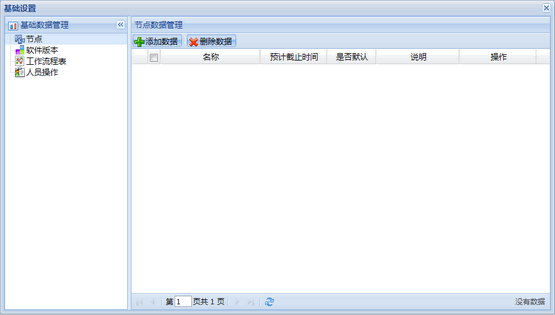 基础设置
基础数据管理
节点
软件版本
工作流程表
人员操作
节点数据管理
添加数据 删除数据
名称 预计截止时间 是否默认 说明 操作
第 1 页共 1 页 没有数据